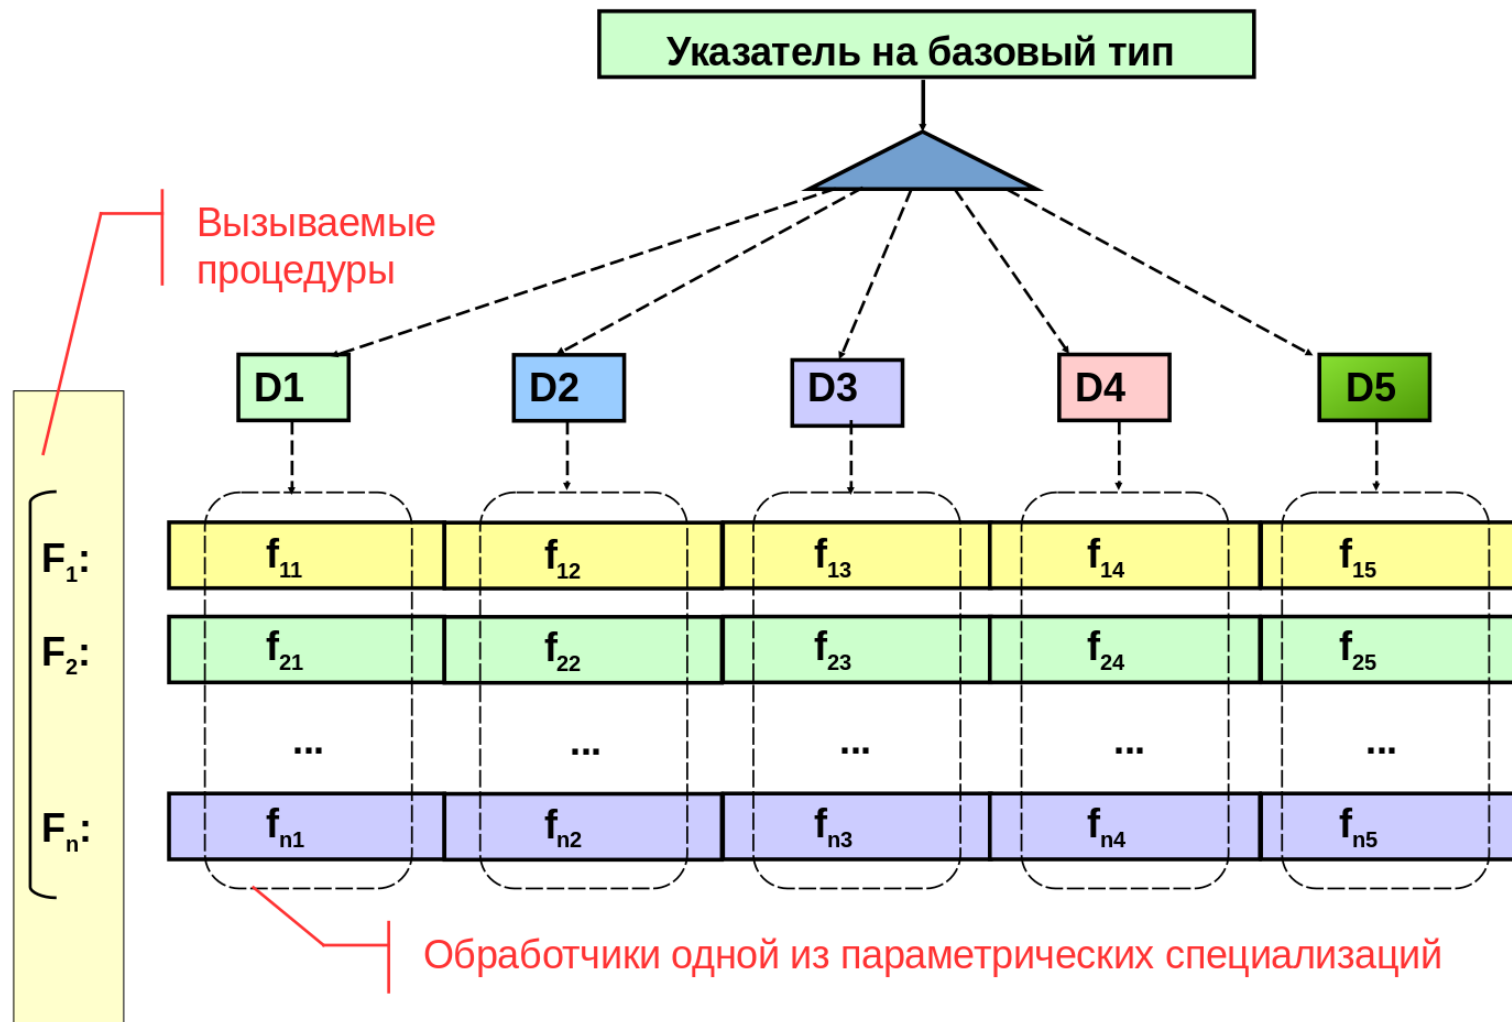 Указатель на базовый тип
Вызываемые
процедуры
D1 D2 D3 D4 D5
F1: f11 f12 f13 f14 f15
F2: f21 f22 f23 f24 f25
... ... ... ... ...
Fn: fn1 fn2 fn3 fn4 fn5
Обработчики одной из параметрических специализаций